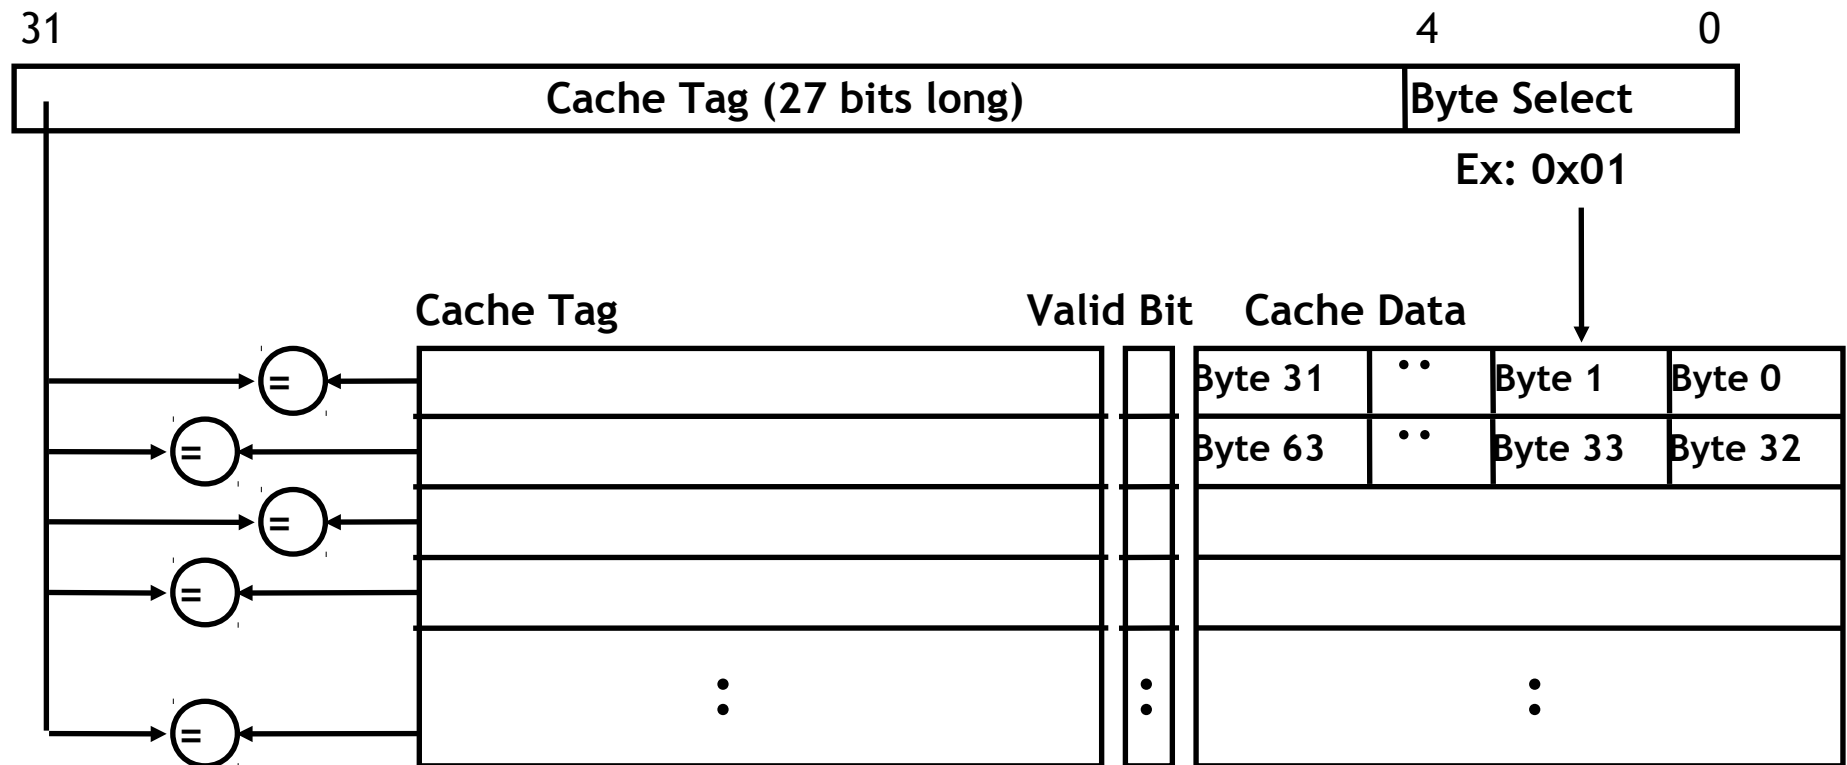 31 4 0
Cache Tag (27 bits long) Byte Select
Ex: 0x01
Cache Tag Valid Bit Cache Data
= Byte 31 .. Byte 1 Byte 0
= Byte 63 .. Byte 33 Byte 32
=
=
: : :
=